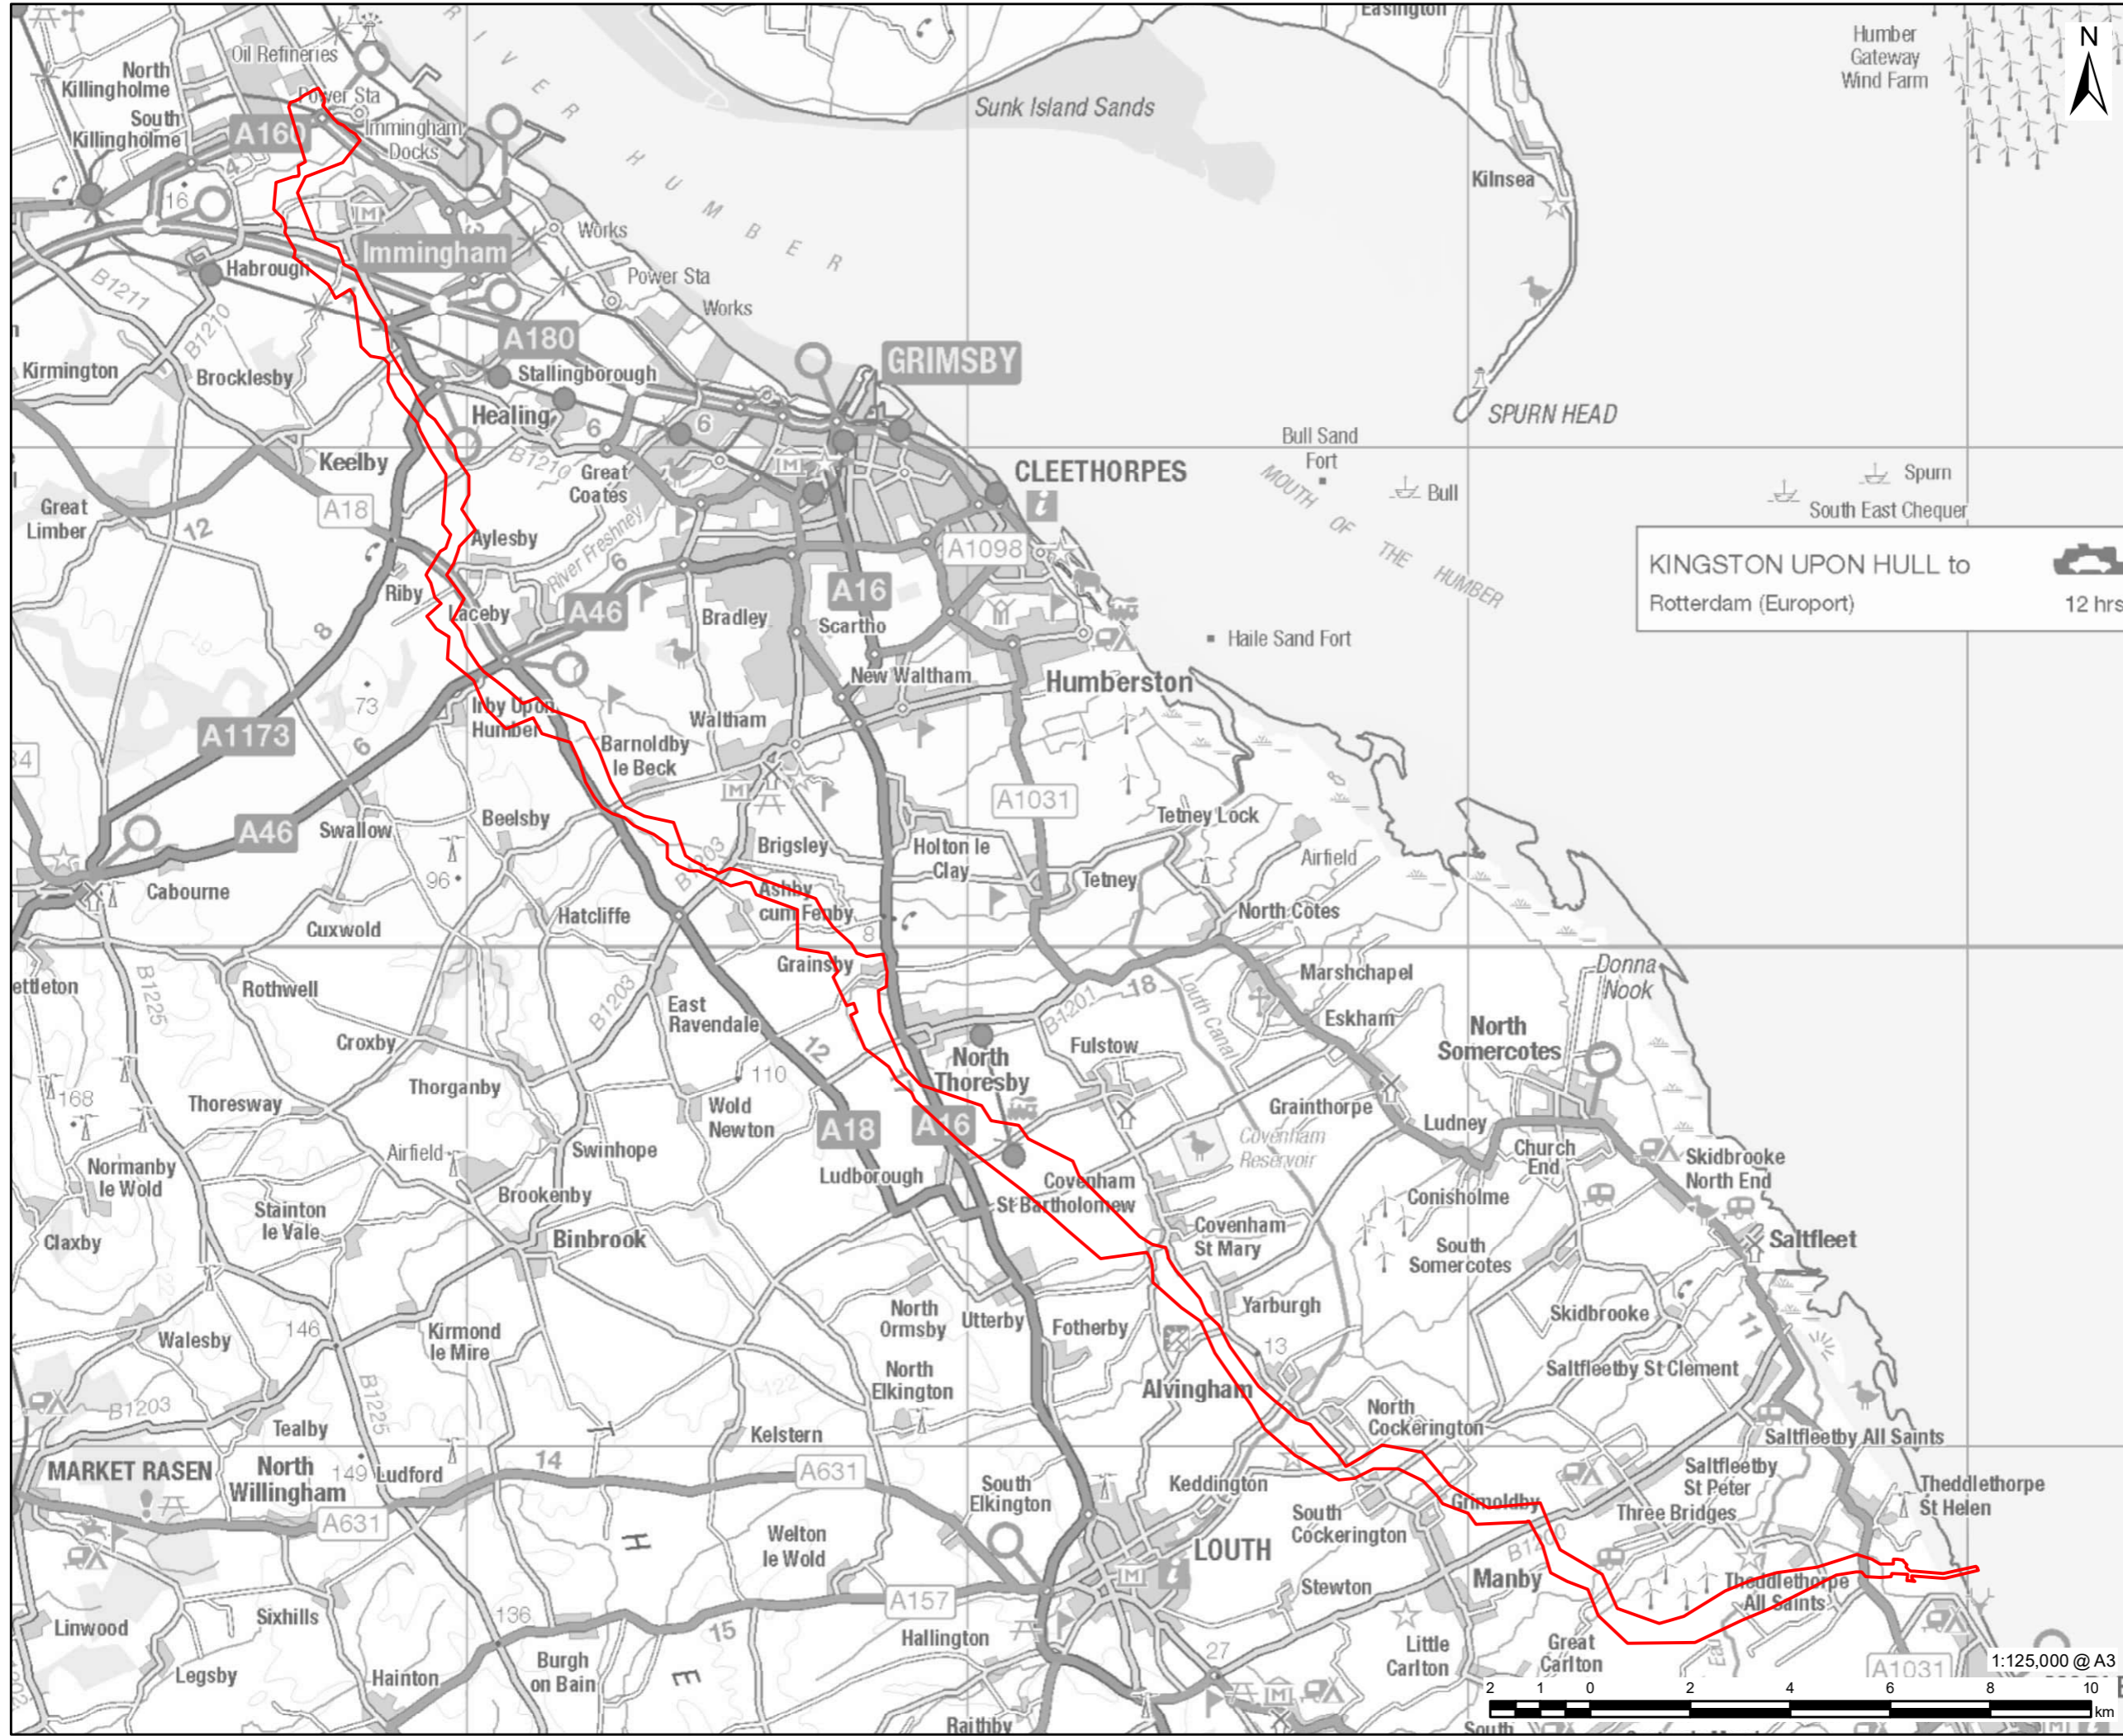 Easington
Humber
Gateway
Wind Farm
N
Oil Refineries
North
Killingholme
Power Sta
South
Killingholme
A160
Immingham
Docks
RIVER HUMBER
Sunk Island Sands
Kilnsea
16
4
Works
Immingham
3
Habrough
Power Sta
Works
B1211
B1210
4
A180
GRIMSBY
Kirmington
Brocklesby
Stallingborough
Healing
6
6
SPURN HEAD
Keelby
B1210
Great
Coates
CLEETHORPES
Bull Sand
Fort
MOUTH OF THE HUMBER
Bull
Spurn
South East Chequer
Great
Limber
12
A18
Aylesby
River Freshney
6
A1098
KINGSTON UPON HULL to
Rotterdam (Europort)
12 hrs
Riby
Laceby
A46
A16
Bradley
Scartho
Haile Sand Fort
8
73
New Waltham
Humberston
Irby Upon
Humber
Waltham
A1173
6
Barnoldby
le Beck
A1031
A46
Swallow
Beelsby
Tetney Lock
96
B1203
Brigsley
Holton le
Clay
Airfield
Cabourne
Ashby
cum Fenby
Tetney
Hatcliffe
North Cotes
Cuxwold
8
Grainsby
Donna
Nook
Marshchapel
ettleton
B1225
Rothwell
B1203
East
Ravendale
18
Louth Canal
B1201
Eskham
North
Somercotes
Croxby
12
North
Thoresby
Fulstow
Thorganby
110
168
Thoresway
Wold
Newton
A18
A16
Grainthorpe
Ludney
Airfield
Swinhope
Covenham
Reservoir
Church
End
Skidbrooke
North End
Normanby
le Wold
Ludborough
Covenham
St Bartholomew
Conisholme
Stainton
le Vale
Brookenby
Covenham
St Mary
Claxby
Binbrook
South
Somercotes
Saltfleet
North
Ormsby
Utterby
Yarburgh
Skidbrooke
11
Walesby
146
Kirmond
le Mire
Fotherby
13
Saltfleetby St Clement
North
Elkington
Alvingham
B1203
B1225
122
North
Cockerington
Tealby
Kelstern
Saltfleetby All Saints
MARKET RASEN
North
Willingham
149
Ludford
14
A631
South
Elkington
Keddington
Saltfleetby
St Peter
Theddlethorpe
St Helen
A631
Grimoldby
Three Bridges
South
Cockerington
Welton
le Wold
LOUTH
B1200
T
H
E
Manby
Theddlethorpe
All Saints
Stewton
Sixhills
136
A157
Linwood
15
Hallington
Little
Carlton
Great
Carlton
Eau
27
Legsby
Hainton
Burgh
on Bain
A1031
1:125,000 @ A3
2 1 0 2 4 6 8 10
km
Raithby
South